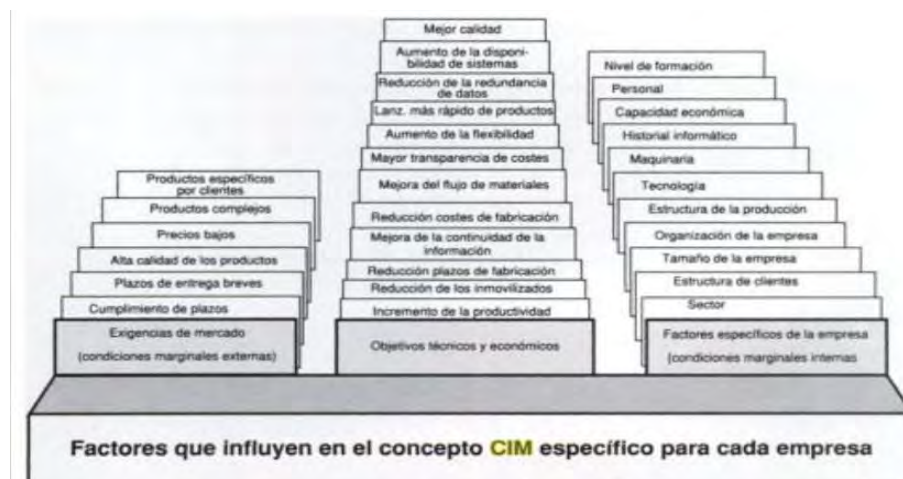 Productos específicos
por clientes
Productos complejos
Precios bajos
Alta calidad de los productos
Plazos de entrega breves
Cumplimiento de plazos
Exigencias de mercado
(condiciones marginales externas)
Mejor calidad
Aumento de la disponi-
bilidad de sistemas
Reducción de la redundancia
de datos
Lanz. más rápido de productos
Aumento de la flexibilidad
Mayor transparencia de costes
Mejora del flujo de materiales
Reducción costes de fabricación
Mejora de la continuidad de la
información
Reducción plazos de fabricación
Reducción de los inmovilizados
Incremento de la productividad
Objetivos técnicos y económicos
Nivel de formación
Personal
Capacidad económica
Historial informático
Maquinaria
Tecnología
Estructura de la producción
Organización de la empresa
Tamaño de la empresa
Estructura de clientes
Sector
Factores específicos de la empresa
(condiciones marginales internas
Factores que influyen en el concepto CIM específico para cada empresa